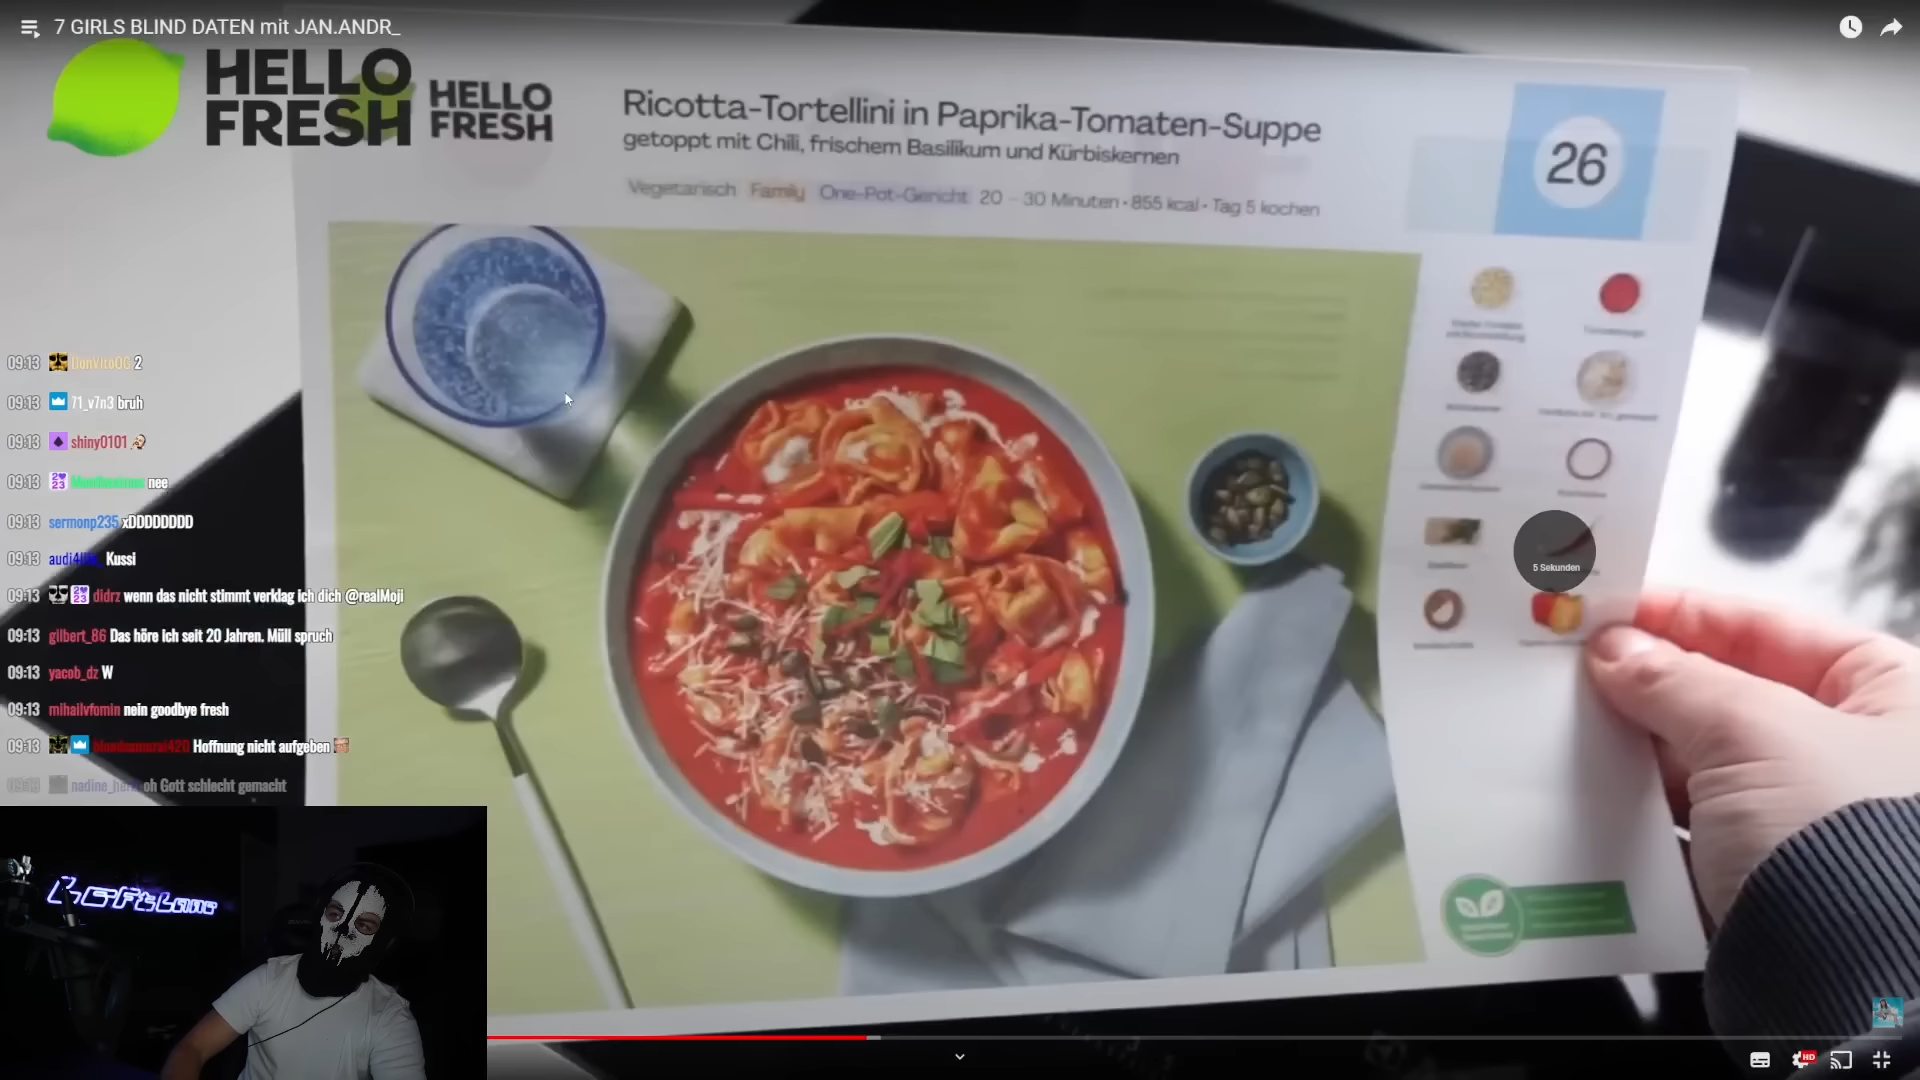 7 GIRLS BLIND DATEN mit JAN.ANDR_
HELLO
FRESH
HELLO
FRESH
Ricotta-Tortellini in Paprika-Tomaten-Suppe
getoppt mit Chili, frischem Basilikum und Kürbiskernen
Vegetarisch Family One-Pot-Gericht 20 - 30 Minuten • 855 kcal • Tag 5 kochen
26
09:13 DonVitoOG 2
09:13 71_v7n3 bruh
09:13 shiny0101
09:13 nee
09:13 sermonp235 xDDDDDDDD
09:13 Kussi
09:13 didrz wenn das nicht stimmt verklag ich dich @realMoji
09:13 gilbert_86 Das höre ich seit 20 Jahren. Müll spruch
09:13 yacob_dz W
09:13 mihailvfomin nein goodbye fresh
09:13 Hoffnung nicht aufgeben
09:13 oh Gott schlecht gemacht
5 Sekunden
HD